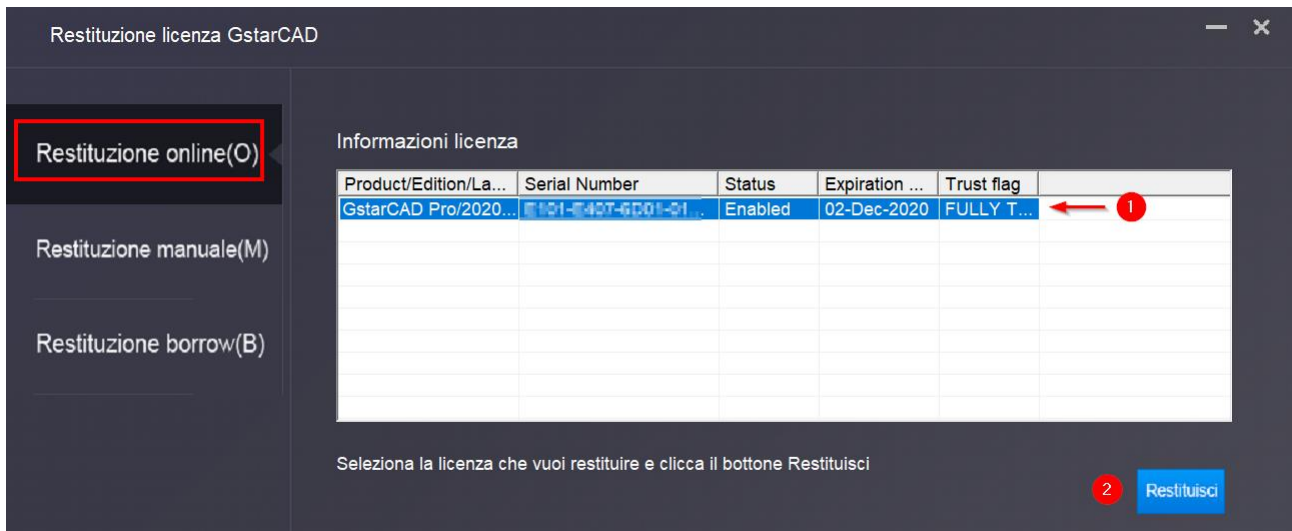 Restituzione licenza GstarCAD
Restituzione online(O)
Restituzione manuale(M)
Restituzione borrow(B)
Informazioni licenza
Product/Edition/La... Serial Number Status Expiration ... Trust flag
GstarCAD Pro/2020... Enabled 02-Dec-2020 FULLY T...
1
Seleziona la licenza che vuoi restituire e clicca il bottone Restituisci
2 Restituisci